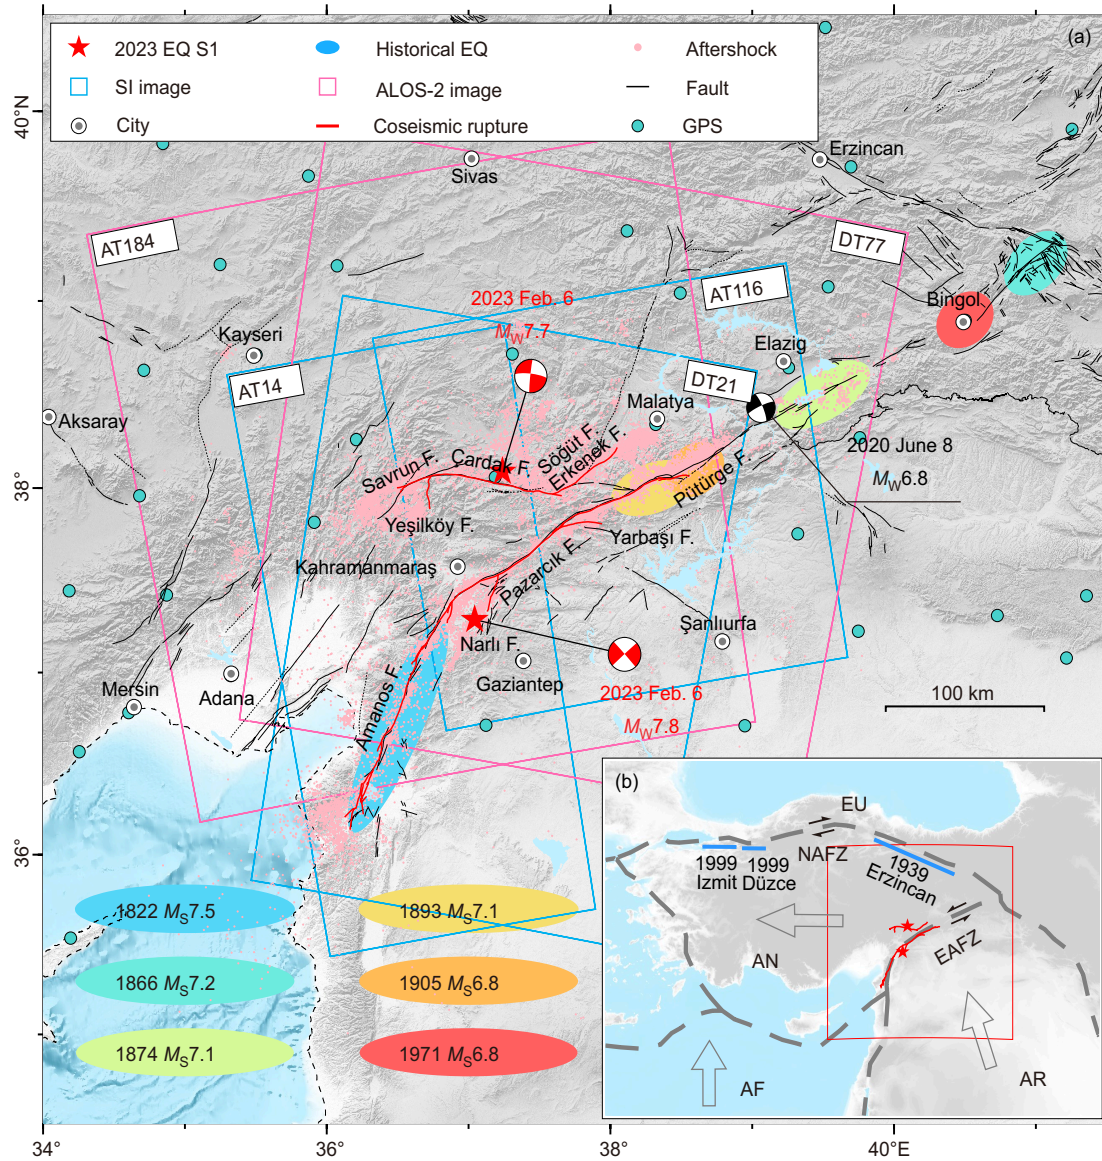 (a)
2023 EQ S1
Historical EQ
Aftershock
SI image
ALOS-2 image
Fault
City
Coseismic rupture
GPS
40°N
38°
36°
34°
36°
38°
40°E
Sivas
Erzincan
AT184
DT77
AT116
Bingol
2023 Feb. 6
Mw7.7
Kayseri
Elazig
AT14
DT21
Malatya
Aksaray
2020 June 8
Mw6.8
Savrun F.
Çardak F.
Söğüt F.
Erkenek F.
Pütürge F.
Yeşilköy F.
Yarbaşı F.
Kahramanmaraş
Pazarcık F.
Narlı F.
Şanlıurfa
Gaziantep
Amanos F.
Mersin
Adana
2023 Feb. 6
Mw7.8
100 km
1822 Ms7.5
1893 Ms7.1
1866 Ms7.2
1905 Ms6.8
1874 Ms7.1
1971 Ms6.8
(b)
EU
NAFZ
1999
Izmit
1999
Düzce
1939
Erzincan
AN
EAFZ
AF
AR